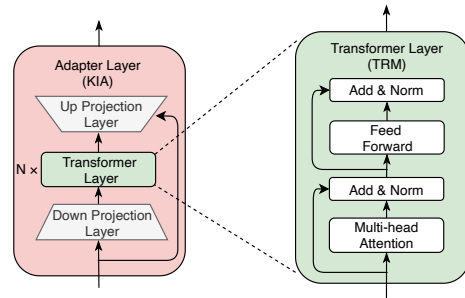 Adapter Layer
(KIA)
Up Projection
Layer
N ×
Transformer
Layer
Down Projection
Layer
Transformer Layer
(TRM)
Add & Norm
Feed
Forward
Add & Norm
Multi-head
Attention